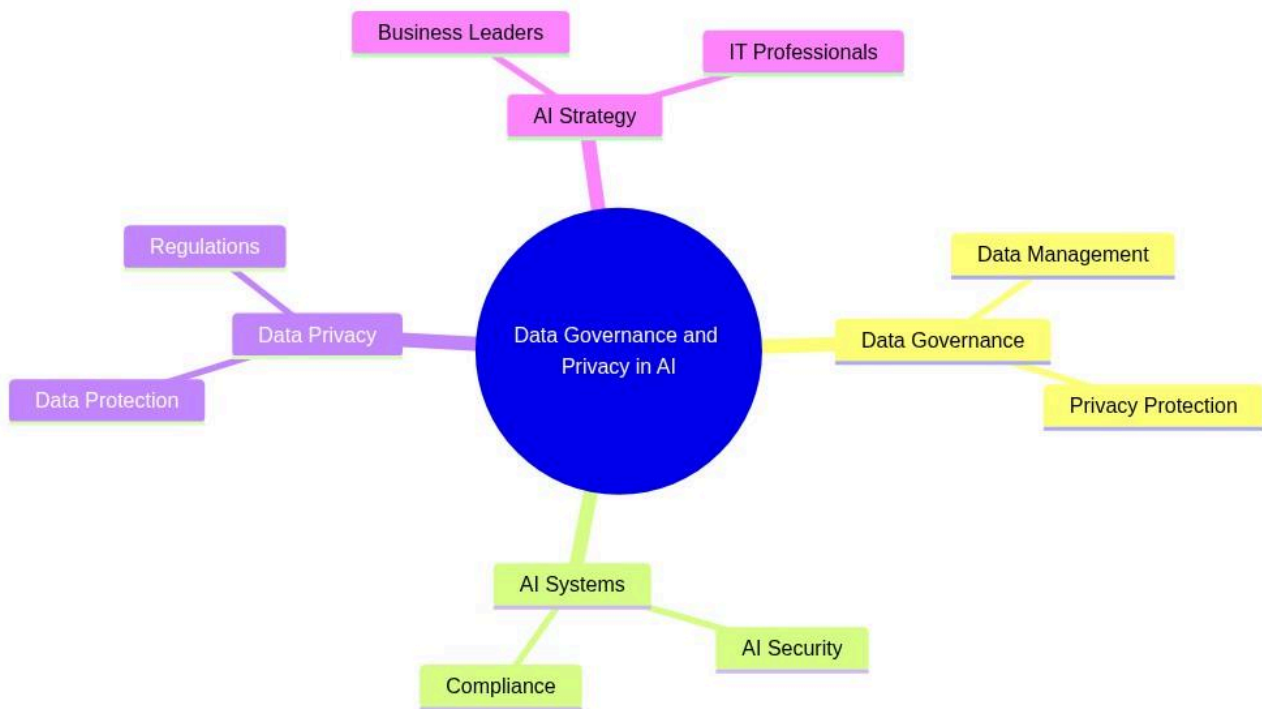 Business Leaders
IT Professionals
AI Strategy
Regulations
Data Management
Data Privacy
Data Governance and
Privacy in AI
Data Governance
Data Protection
Privacy Protection
AI Systems
AI Security
Compliance